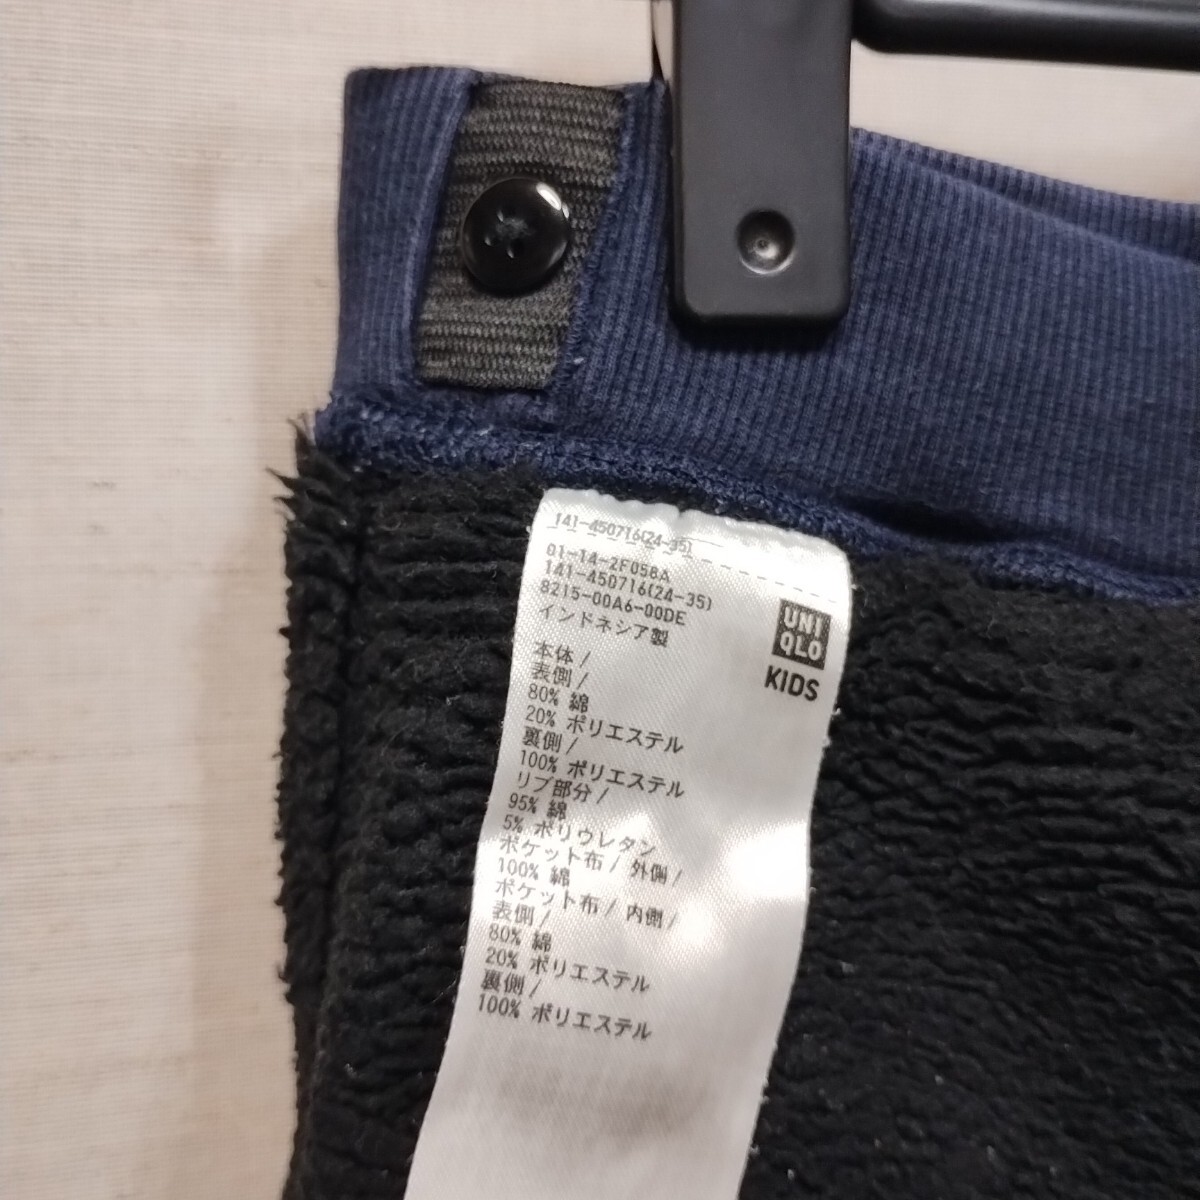 141-450716(24-35)
01-14-2F058A
141-450716(24-35)
8215-00A6-00DE
インドネシア製
UNI
QLO
KIDS
本体/
表側/
80% 綿
20% ポリエステル
裏側/
100% ポリエステル
リブ部分/
95% 綿
5% ポリウレタン
ポケット布/外側/
100% 綿
ポケット布/内側/
表側/
80% 綿
20% ポリエステル
裏側/
100% ポリエステル